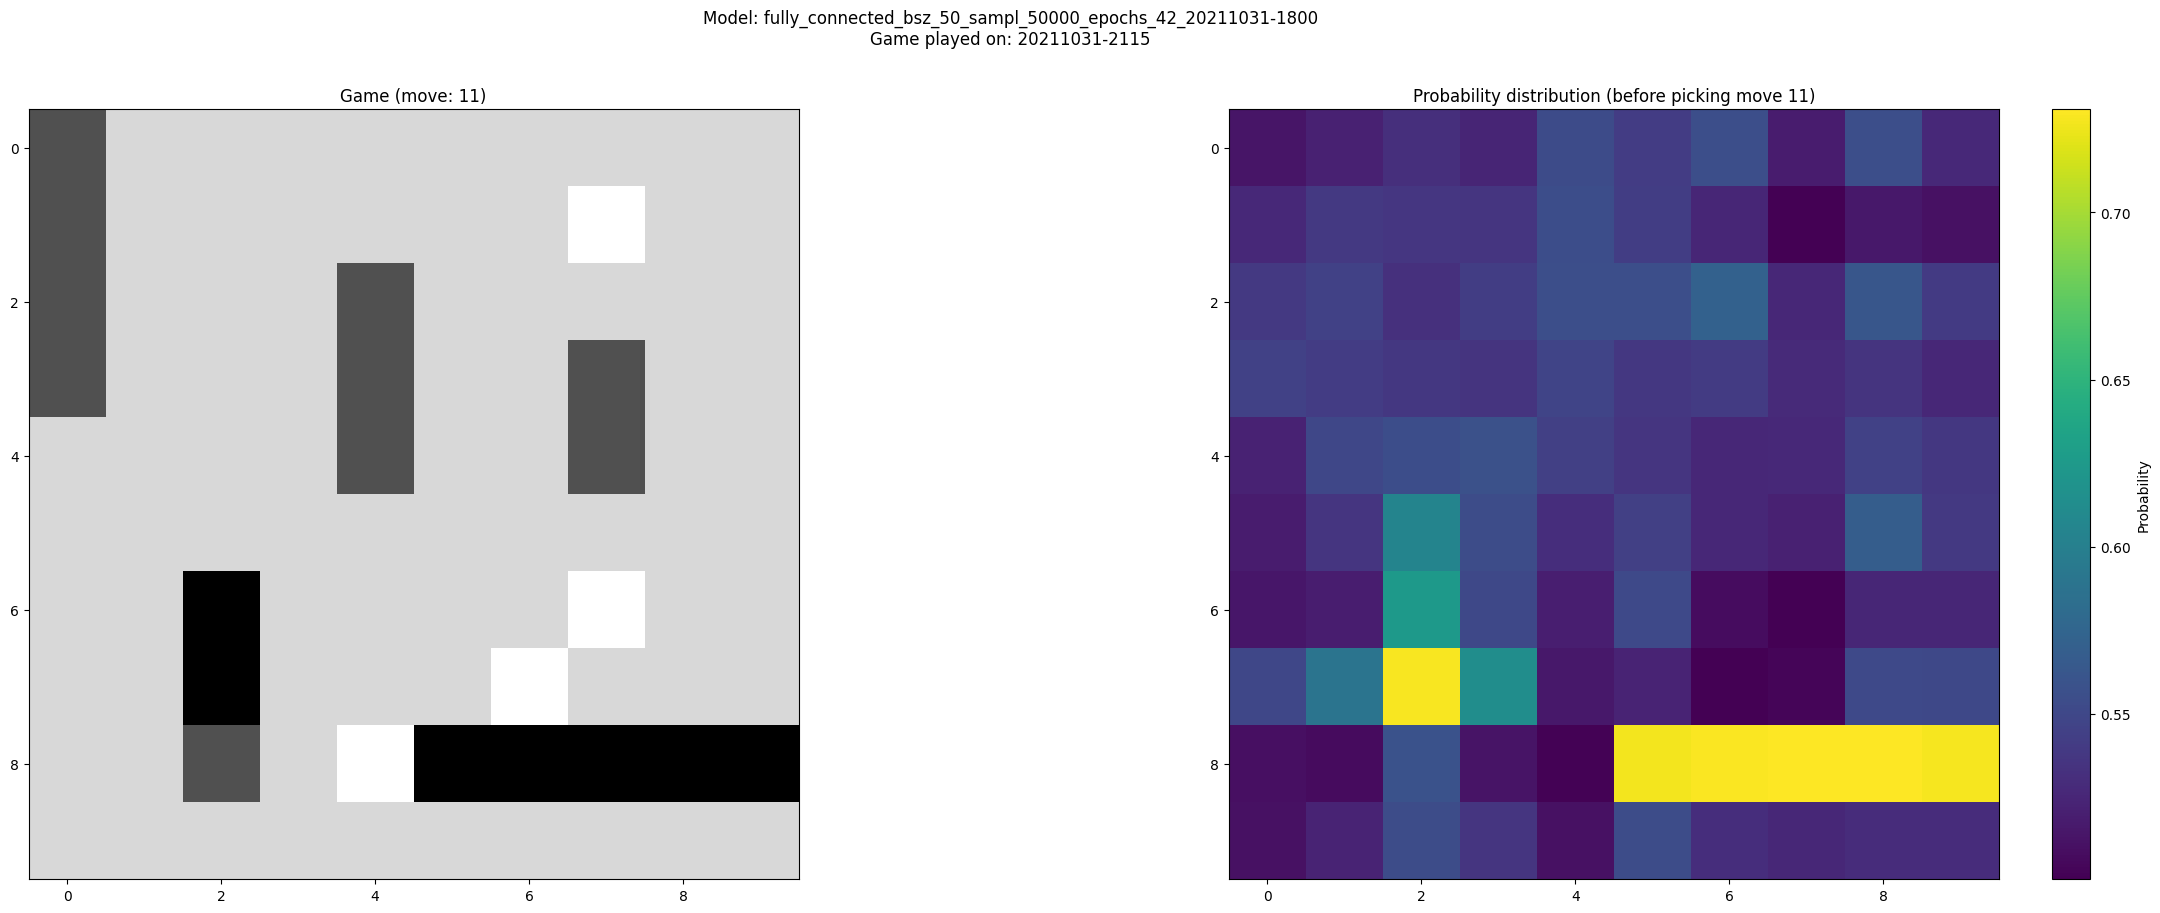 Model: fully_connected_bsz_50_sampl_50000_epochs_42_20211031-1800
Game played on: 20211031-2115
Game (move: 11)
0
2
4
6
8
0 2 4 6 8
Probability distribution (before picking move 11)
0
2
4
6
8
0 2 4 6 8
0.70
0.65
0.60
0.55
Probability